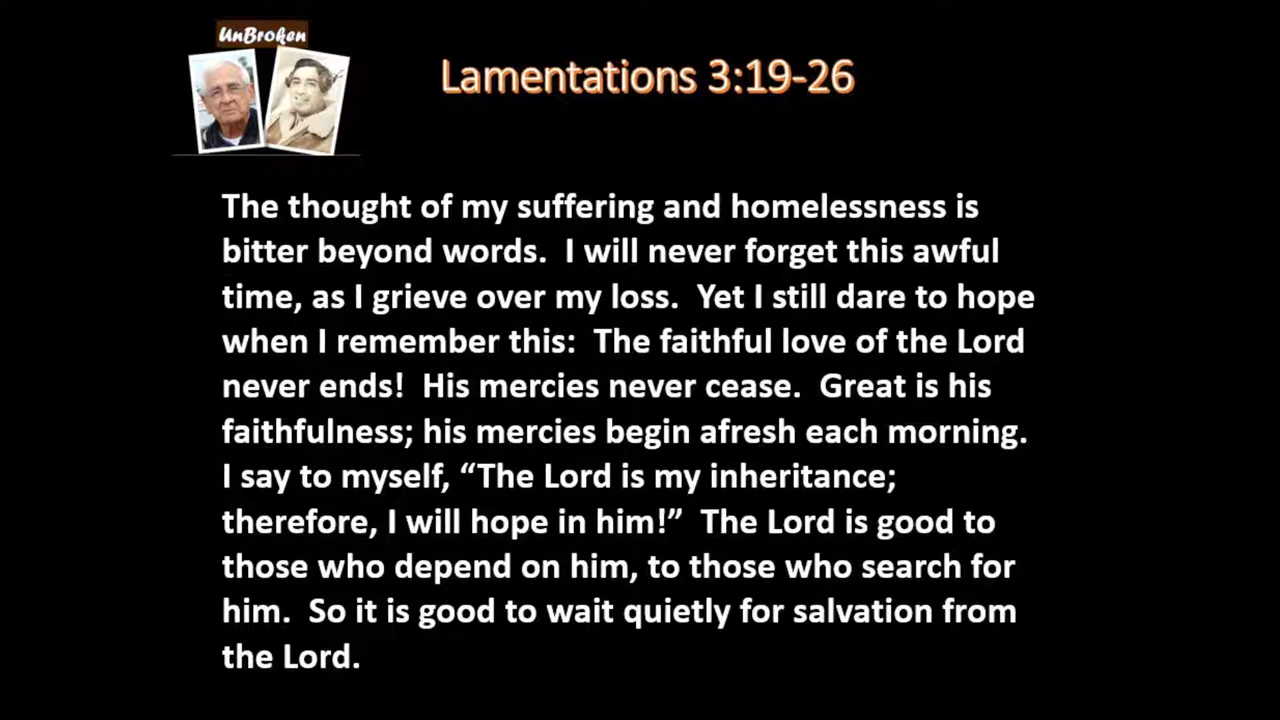 UnBroken
Lamentations 3:19-26
The thought of my suffering and homelessness is
bitter beyond words.  I will never forget this awful
time, as I grieve over my loss.  Yet I still dare to hope
when I remember this:  The faithful love of the Lord
never ends!  His mercies never cease.  Great is his
faithfulness; his mercies begin afresh each morning.
I say to myself, “The Lord is my inheritance;
therefore, I will hope in him!”  The Lord is good to
those who depend on him, to those who search for
him.  So it is good to wait quietly for salvation from
the Lord.